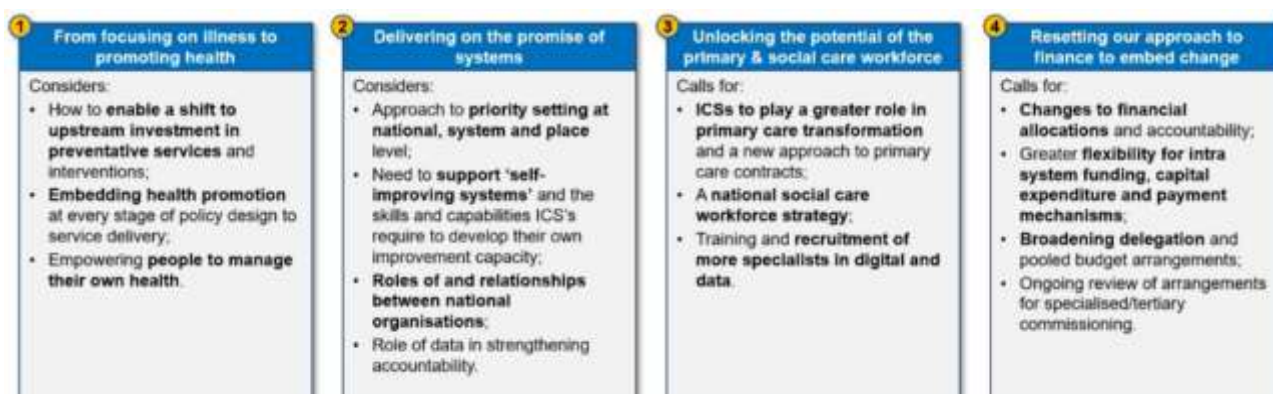 1
From focusing on illness to
promoting health
Considers:
• How to enable a shift to
upstream investment in
preventative services and
interventions;
• Embedding health promotion
at every stage of policy design to
service delivery;
• Empowering people to manage
their own health.
2
Delivering on the promise of
systems
Considers:
• Approach to priority setting at
national, system and place
level;
• Need to support ‘self-
improving systems’ and the
skills and capabilities ICS's
require to develop their own
improvement capacity;
• Roles of and relationships
between national
organisations;
• Role of data in strengthening
accountability.
3
Unlocking the potential of the
primary & social care workforce
Calls for:
• ICSs to play a greater role in
primary care transformation
and a new approach to primary
care contracts;
• A national social care
workforce strategy;
• Training and recruitment of
more specialists in digital and
data.
4
Resetting our approach to
finance to embed change
Calls for:
• Changes to financial
allocations and accountability;
• Greater flexibility for intra
system funding, capital
expenditure and payment
mechanisms;
• Broadening delegation and
pooled budget arrangements;
• Ongoing review of arrangements
for specialised/tertiary
commissioning.